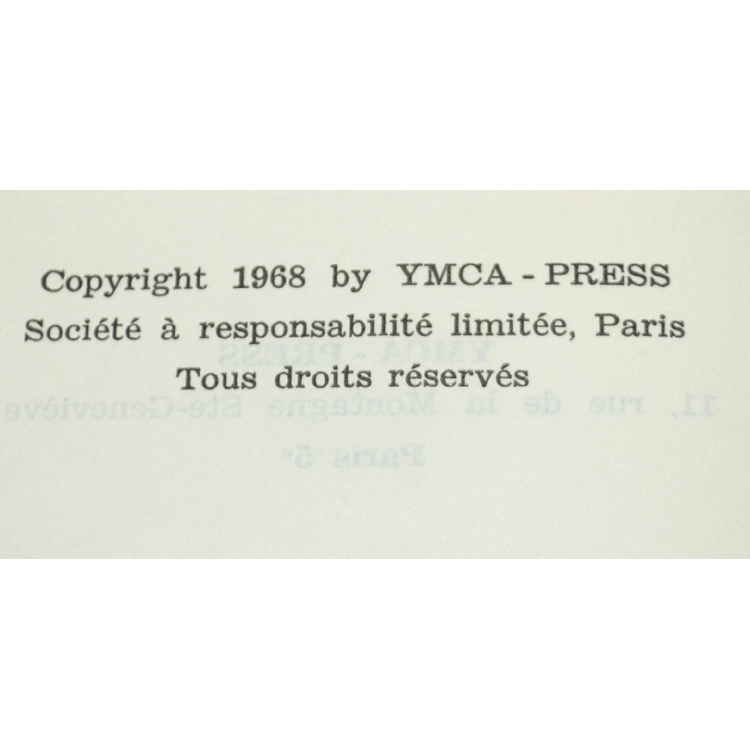 Copyright 1968 by YMCA - PRESS
Société à responsabilité limitée, Paris
Tous droits réservés
YMCA - PRESS
11, rue de la Montagne Ste-Geneviève
Paris 5e